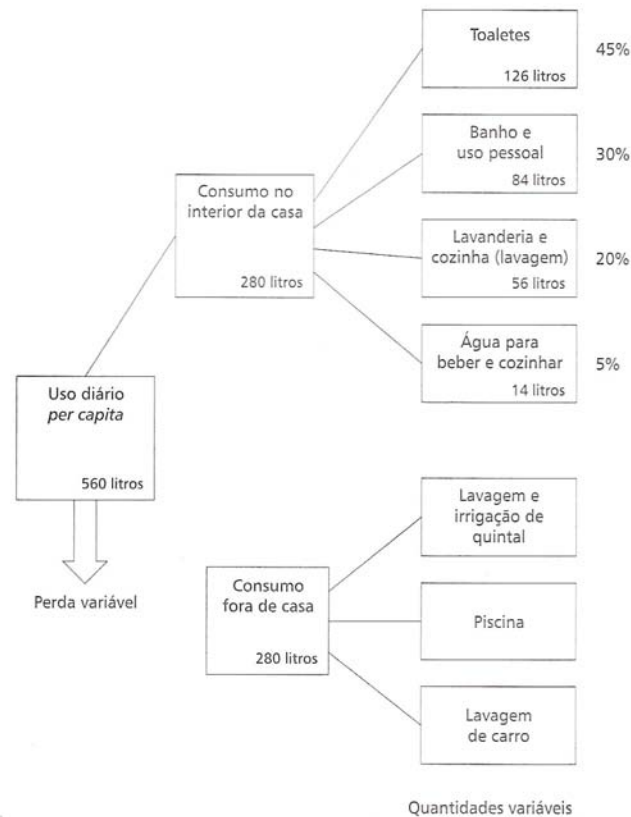 Toaletes
126 litros
45%
Banho e
uso pessoal
84 litros
30%
Consumo no
interior da casa
280 litros
Lavanderia e
cozinha (lavagem)
56 litros
20%
Água para
beber e cozinhar
14 litros
5%
Uso diário
per capita
560 litros
Perda variável
Lavagem e
irrigação de
quintal
Consumo
fora de casa
280 litros
Piscina
Lavagem
de carro
Quantidades variáveis